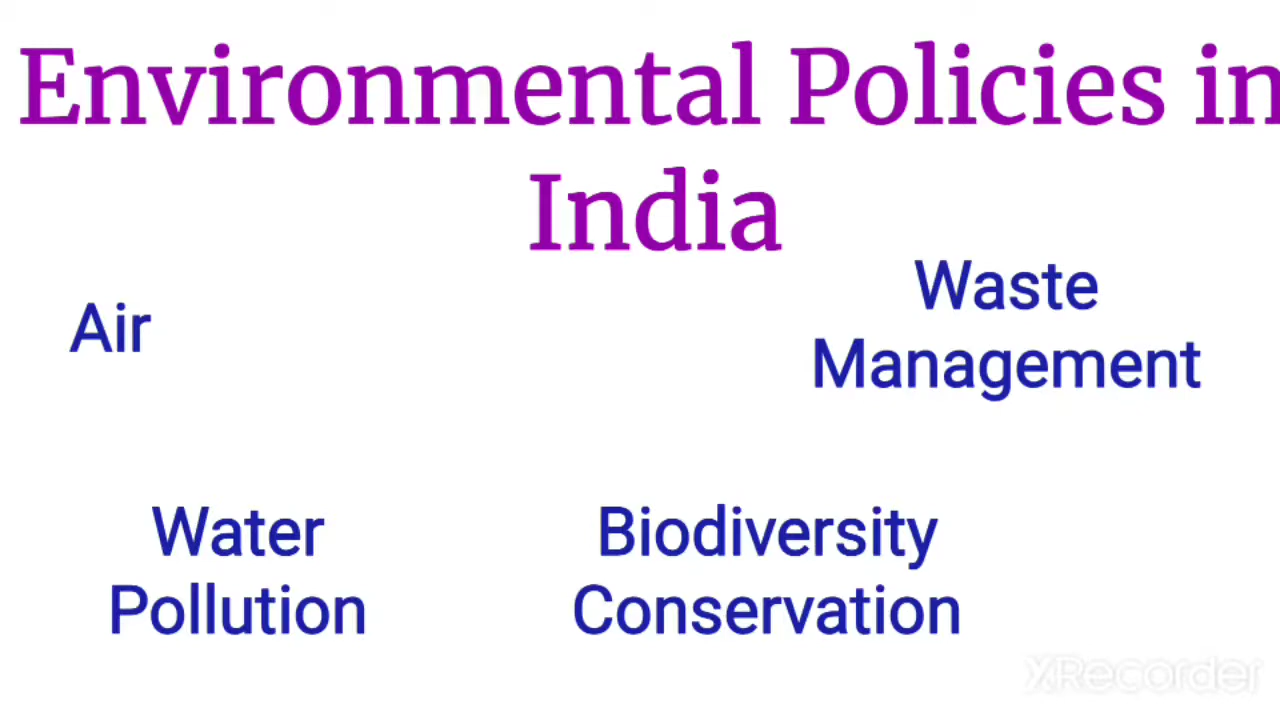 Environmental Policies in
India
Air
Waste
Management
Water
Pollution
Biodiversity
Conservation
XRecorder